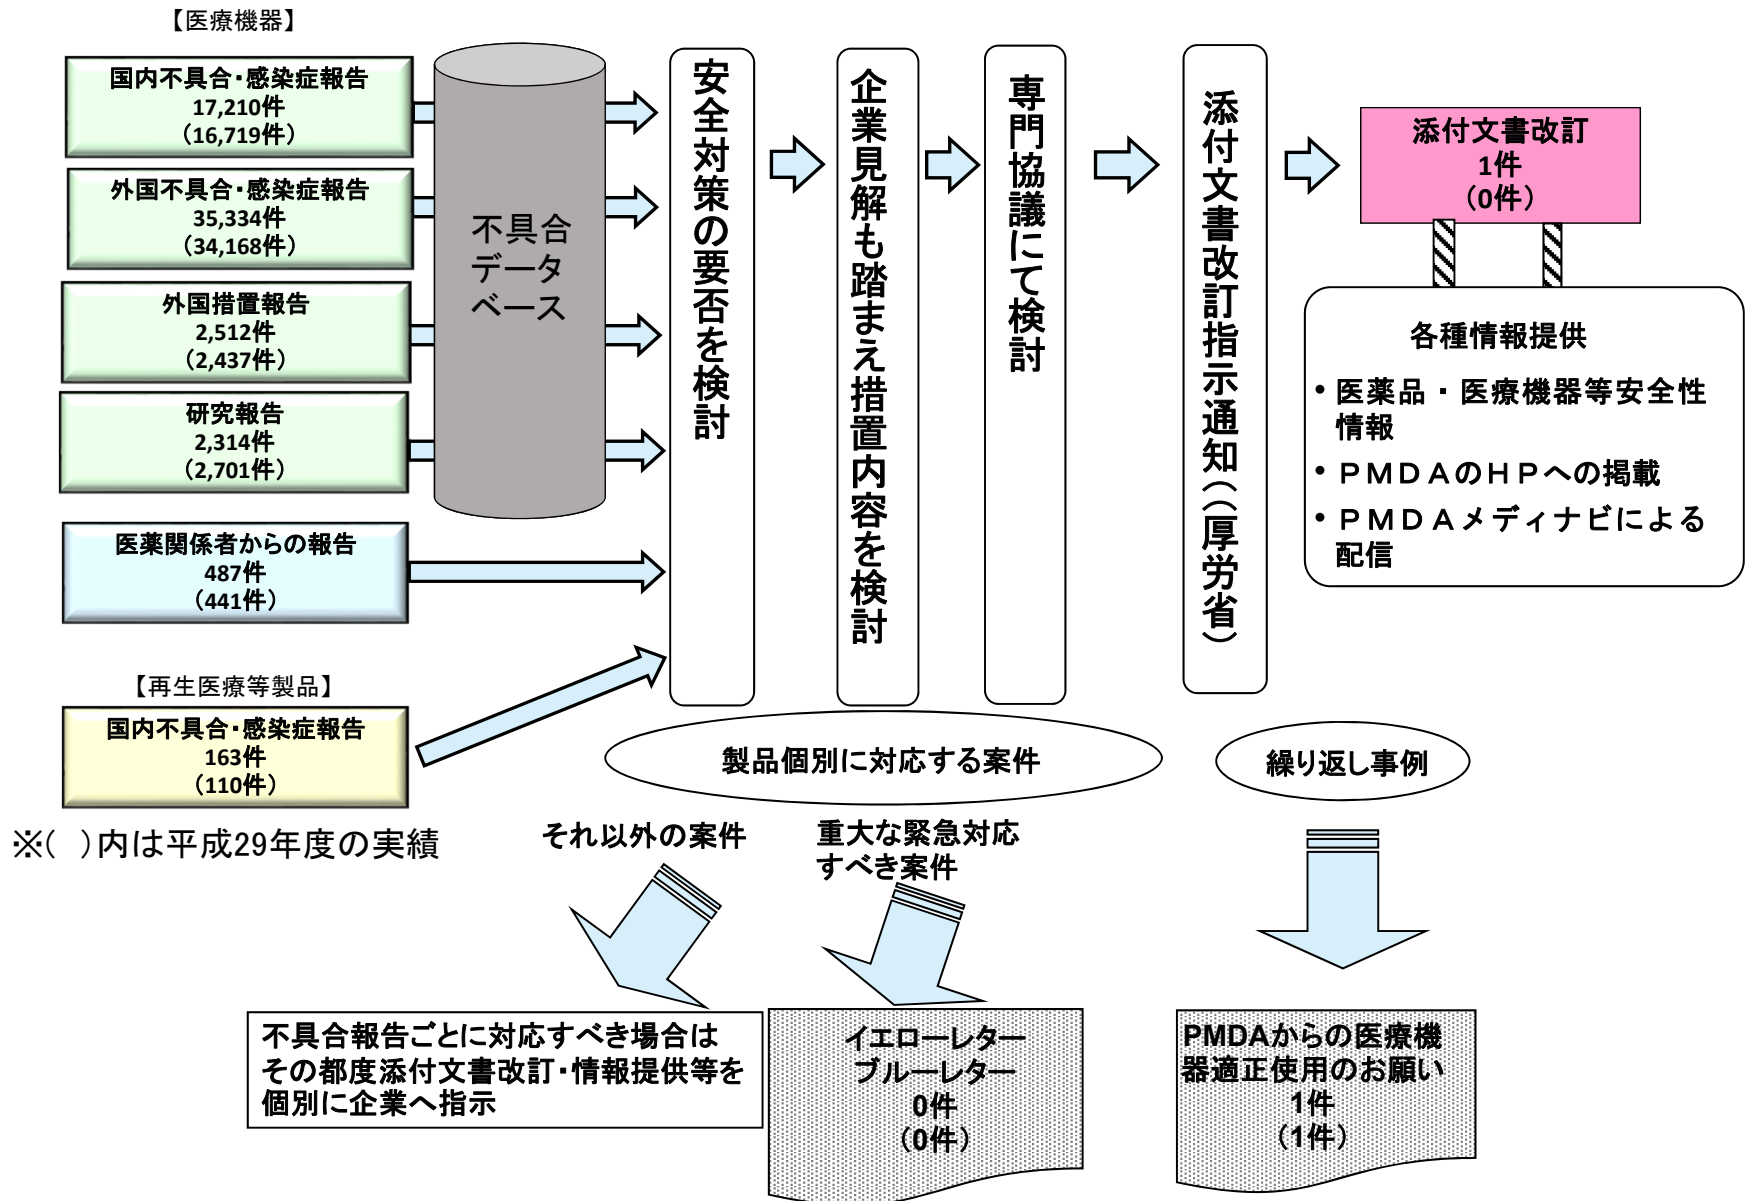 【医療機器】
国内不具合・感染症報告
17,210件
(16,719件)
外国不具合・感染症報告
35,334件
(34,168件)
外国措置報告
2,512件
(2,437件)
研究報告
2,314件
(2,701件)
医薬関係者からの報告
487件
(441件)
【再生医療等製品】
国内不具合・感染症報告
163件
(110件)
※( )内は平成29年度の実績
不具合
データ
ベース
安全対策の要否を検討
企業見解も踏まえ措置内容を検討
専門協議にて検討
添付文書改訂指示通知((厚労省)
添付文書改訂
1件
(0件)
各種情報提供
• 医薬品・医療機器等安全性
情報
• PMDAのHPへの掲載
• PMDAメディナビによる
配信
製品個別に対応する案件
繰り返し事例
それ以外の案件
重大な緊急対応
すべき案件
不具合報告ごとに対応すべき場合は
その都度添付文書改訂・情報提供等を
個別に企業へ指示
イエローレター
ブルーレター
0件
(0件)
PMDAからの医療機
器適正使用のお願い
1件
(1件)